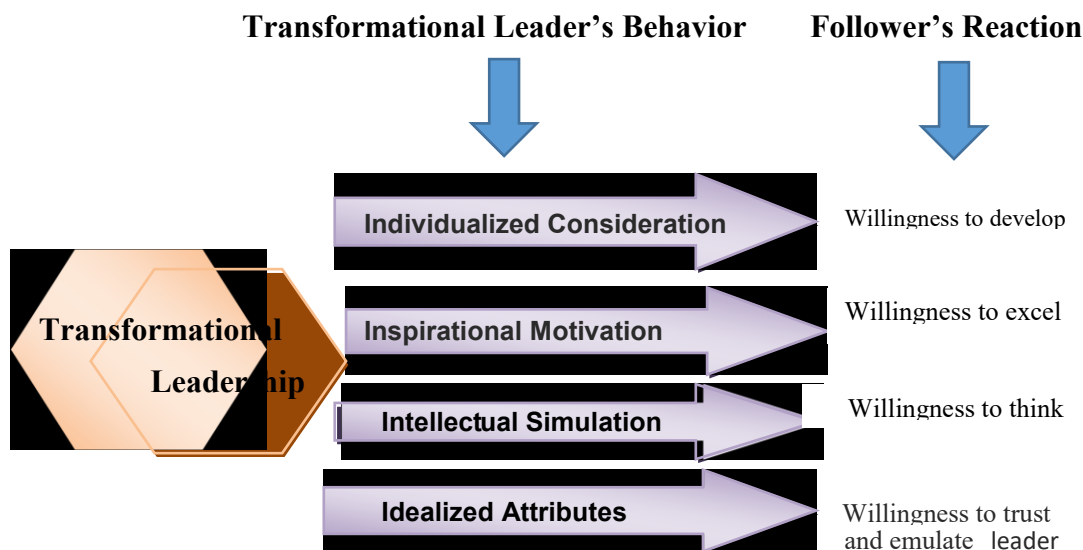 Transformational Leader’s Behavior
Follower’s Reaction
Individualized Consideration
Willingness to develop
Transformational
Leadership
Inspirational Motivation
Willingness to excel
Intellectual Simulation
Willingness to think
Idealized Attributes
Willingness to trust
and emulate leader